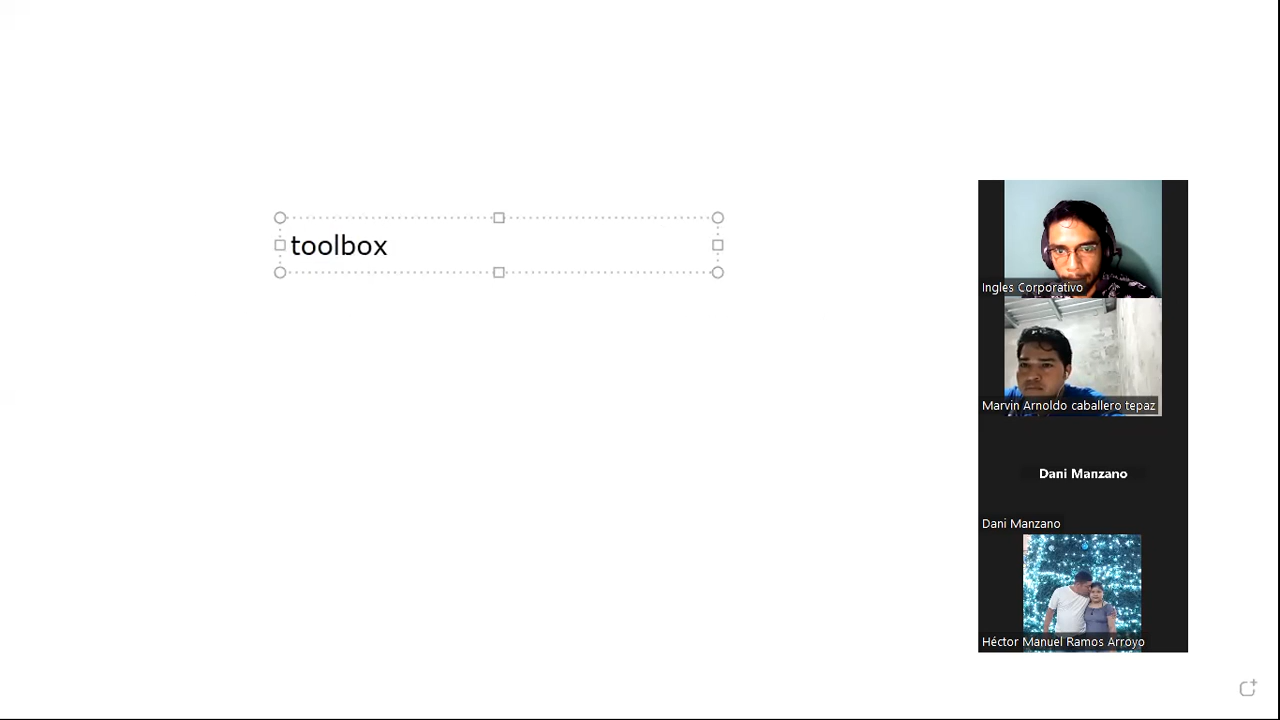 toolbox
Ingles Corporativo
Marvin Arnoldo caballero tepaz
Dani Manzano
Dani Manzano
Héctor Manuel Ramos Arroyo